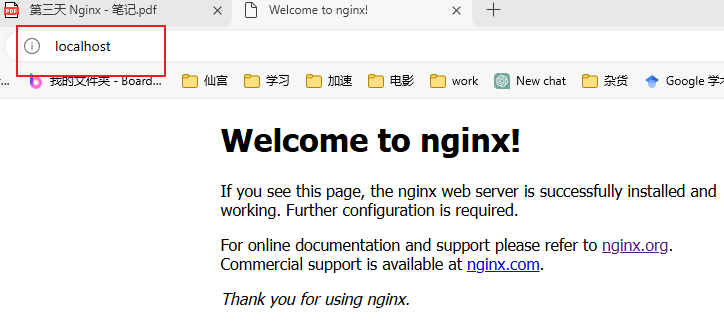 第三天 Nginx - 笔记.pdf
Welcome to nginx!
localhost
我的文件夹 - Board...
仙宫
学习
加速
电影
work
New chat
杂货
Google 学
Welcome to nginx!
If you see this page, the nginx web server is successfully installed and
working. Further configuration is required.
For online documentation and support please refer to nginx.org.
Commercial support is available at nginx.com.
Thank you for using nginx.